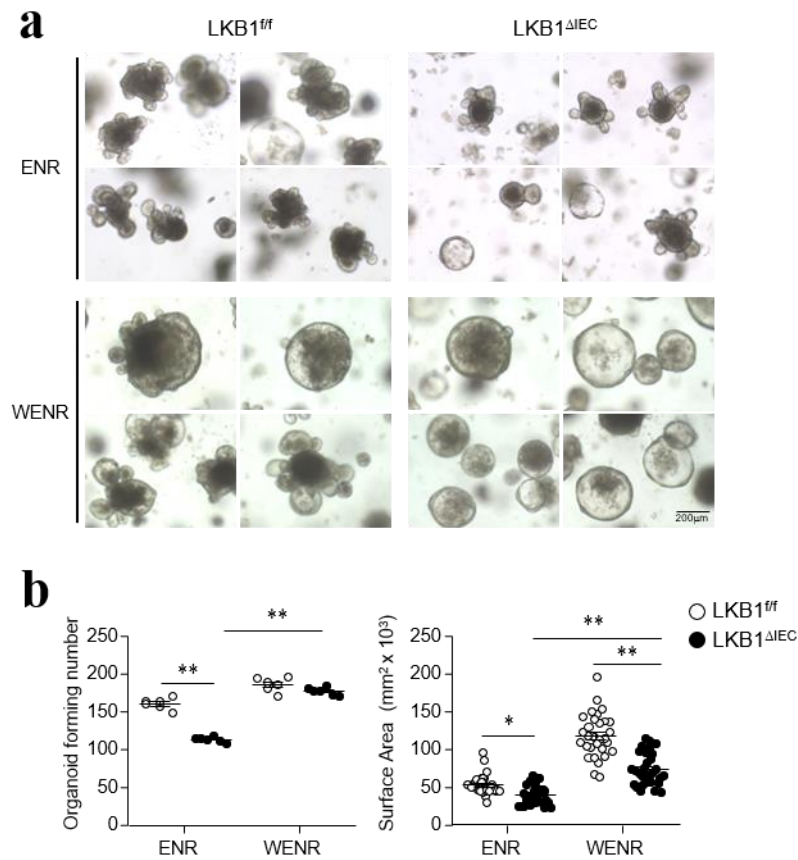 a
LKB1f/f
LKB1ΔIEC
ENR
WENR
200μm
b
Organoid forming number
250
200
150
100
50
0
**
**
ENR
WENR
Surface Area (mm² x 10³)
250
200
150
100
50
0
*
**
**
ENR
WENR
LKB1f/f
LKB1ΔIEC